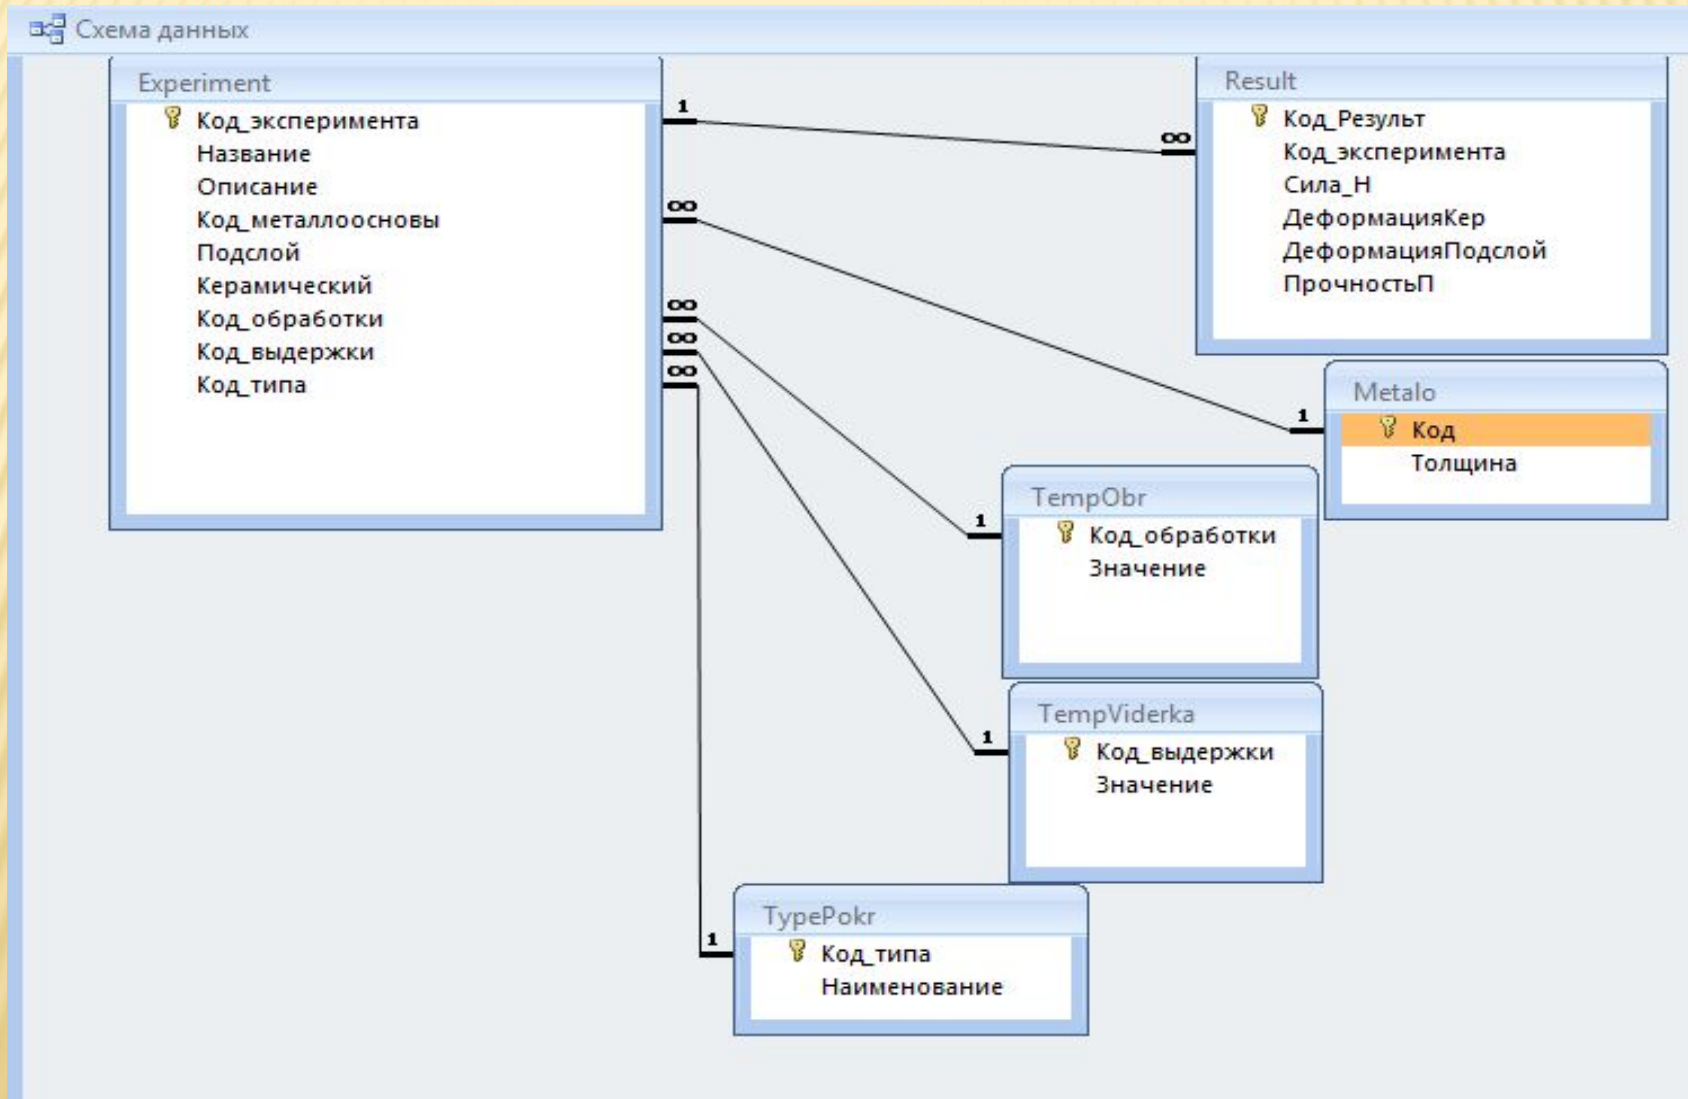 Схема данных
Experiment
Код_эксперимента
Название
Описание
Код_металлоосновы
Подслой
Керамический
Код_обработки
Код_выдержки
Код_типа
1
∞
∞
∞
∞
∞
Result
Код_Результ
Код_эксперимента
Сила_Н
ДеформацияКер
ДеформацияПодслой
ПрочностьП
1
Metalo
Код
Толщина
1
TempObr
Код_обработки
Значение
1
TempViderka
Код_выдержки
Значение
1
TypePokr
Код_типа
Наименование